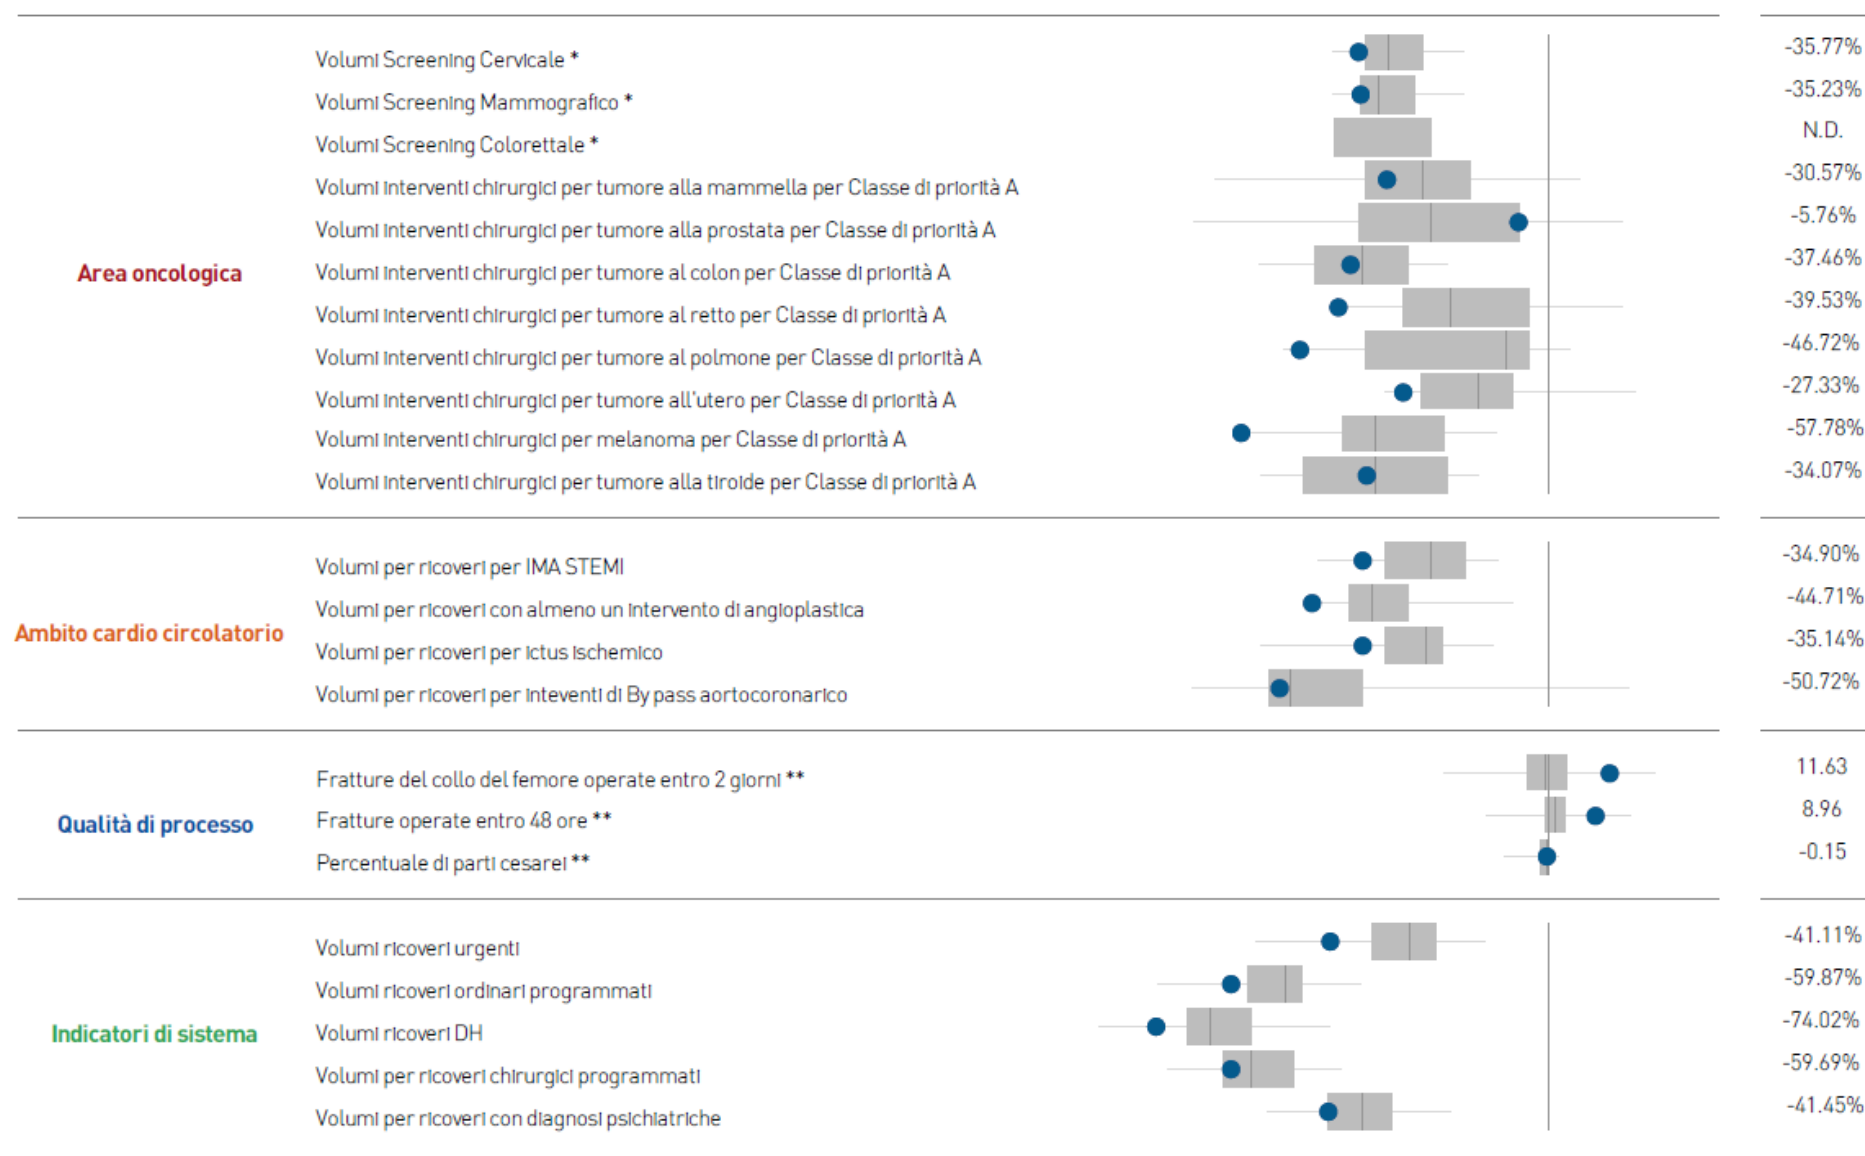 Volumi Screening Cervicale * -35.77%
Volumi Screening Mammografico * -35.23%
Volumi Screening Colorettale * N.D.
Volumi interventi chirurgici per tumore alla mammella per Classe di priorità A -30.57%
Volumi interventi chirurgici per tumore alla prostata per Classe di priorità A -5.76%
Area oncologica Volumi interventi chirurgici per tumore al colon per Classe di priorità A -37.46%
Volumi interventi chirurgici per tumore al retto per Classe di priorità A -39.53%
Volumi interventi chirurgici per tumore al polmone per Classe di priorità A -46.72%
Volumi interventi chirurgici per tumore all'utero per Classe di priorità A -27.33%
Volumi interventi chirurgici per melanoma per Classe di priorità A -57.78%
Volumi interventi chirurgici per tumore alla tiroide per Classe di priorità A -34.07%
Volumi per ricoveri per IMA STEMI -34.90%
Volumi per ricoveri con almeno un intervento di angioplastica -44.71%
Ambito cardio circolatorio
Volumi per ricoveri per ictus ischemico -35.14%
Volumi per ricoveri per inteventi di By pass aortocoronarico -50.72%
Fratture del collo del femore operate entro 2 giorni ** 11.63
Qualità di processo Fratture operate entro 48 ore ** 8.96
Percentuale di parti cesarei ** -0.15
Volumi ricoveri urgenti -41.11%
Volumi ricoveri ordinari programmati -59.87%
Indicatori di sistema Volumi ricoveri DH -74.02%
Volumi per ricoveri chirurgici programmati -59.69%
Volumi per ricoveri con diagnosi psichiatriche -41.45%